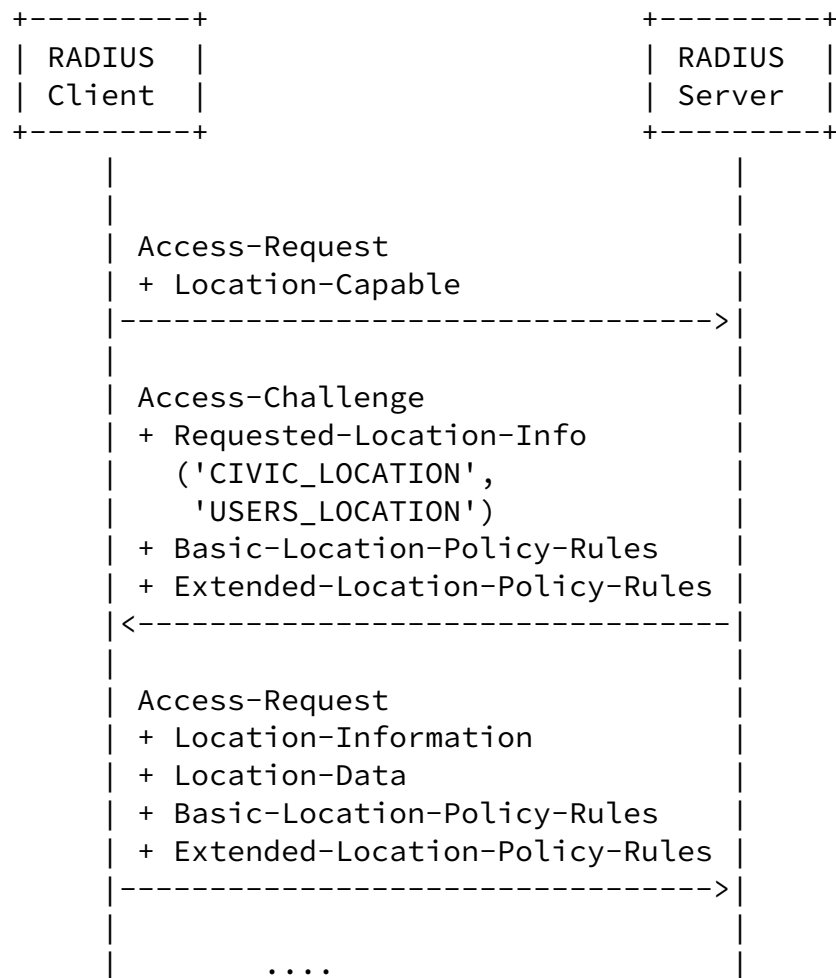 +---------+                        +---------+
| RADIUS  |                        | RADIUS  |
| Client  |                        | Server  |
+---------+                        +---------+
     |                                  |
     |                                  |
     | Access-Request                   |
     | + Location-Capable               |
     |--------------------------------->|
     |                                  |
     | Access-Challenge                 |
     | + Requested-Location-Info        |
     |   ('CIVIC_LOCATION',             |
     |    'USERS_LOCATION')             |
     | + Basic-Location-Policy-Rules    |
     | + Extended-Location-Policy-Rules |
     |<---------------------------------|
     |                                  |
     | Access-Request                   |
     | + Location-Information           |
     | + Location-Data                  |
     | + Basic-Location-Policy-Rules    |
     | + Extended-Location-Policy-Rules |
     |--------------------------------->|
     |                                  |
     |        ....                      |